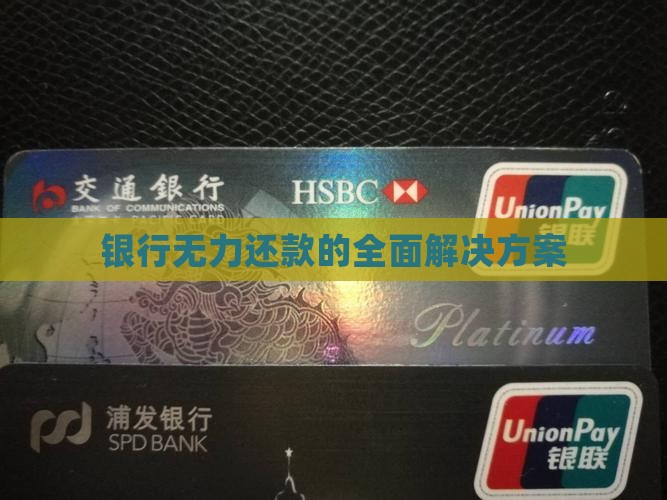 交通銀行
BANK OF COMMUNICATIONS
HSBC
UnionPay
银联
银行无力还款的全面解决方案
Platinum
浦发银行
SPD BANK
UnionPay
银联